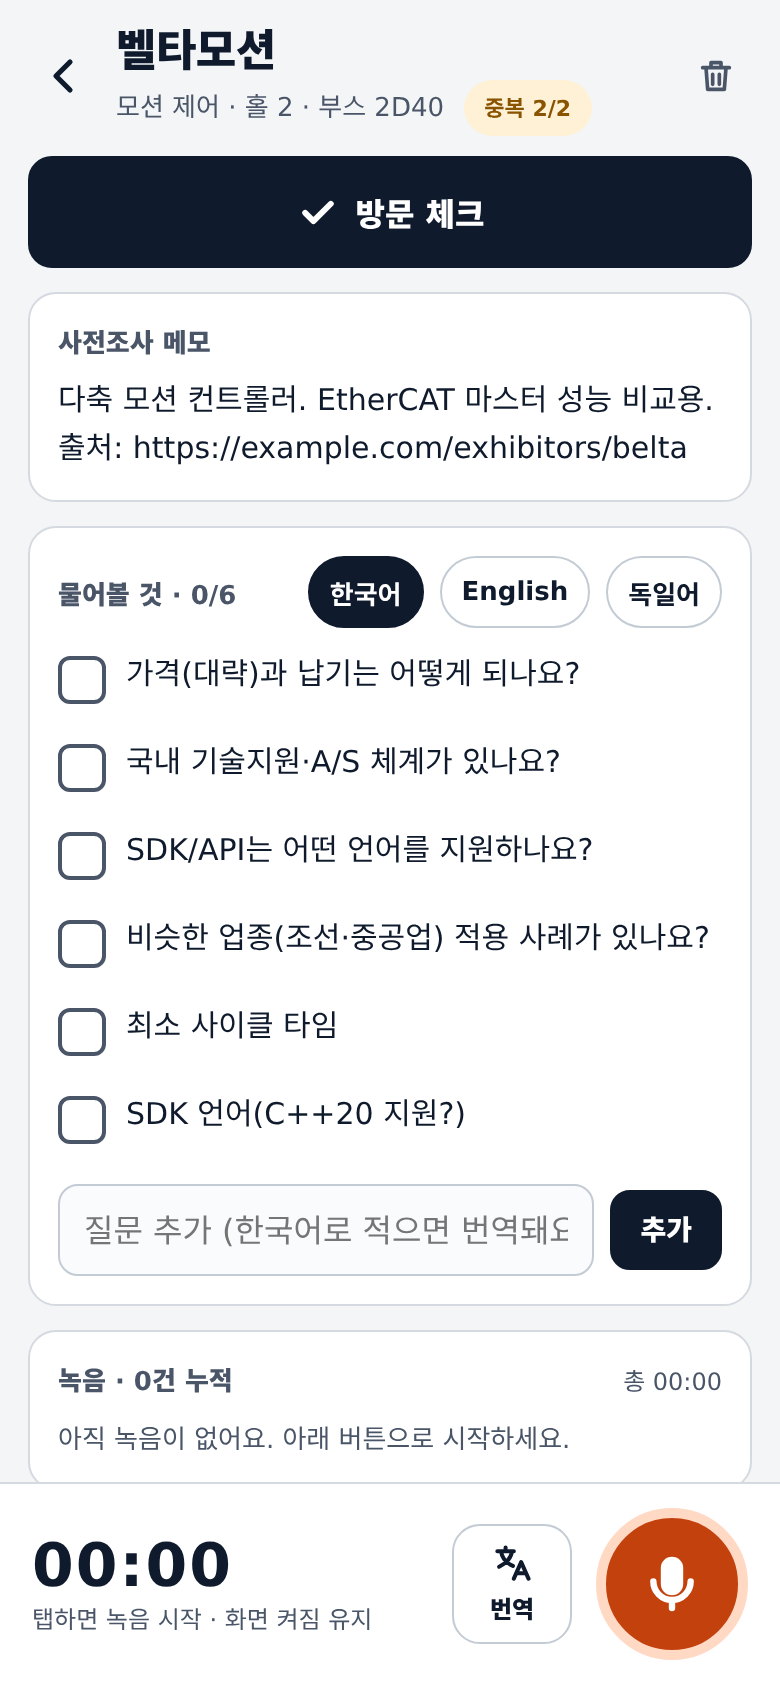 벨타모션
모션 제어 · 홀 2 · 부스 2D40 중복 2/2
방문 체크
사전조사 메모
다축 모션 컨트롤러. EtherCAT 마스터 성능 비교용.
출처: https://example.com/exhibitors/belta
물어볼 것 · 0/6 한국어 English 독일어
가격(대략)과 납기는 어떻게 되나요?
국내 기술지원·A/S 체계가 있나요?
SDK/API는 어떤 언어를 지원하나요?
비슷한 업종(조선·중공업) 적용 사례가 있나요?
최소 사이클 타임
SDK 언어(C++20 지원?)
질문 추가 (한국어로 적으면 번역돼요 추가
녹음 · 0건 누적 총 00:00
아직 녹음이 없어요. 아래 버튼으로 시작하세요.
00:00
탭하면 녹음 시작 · 화면 켜짐 유지
번역